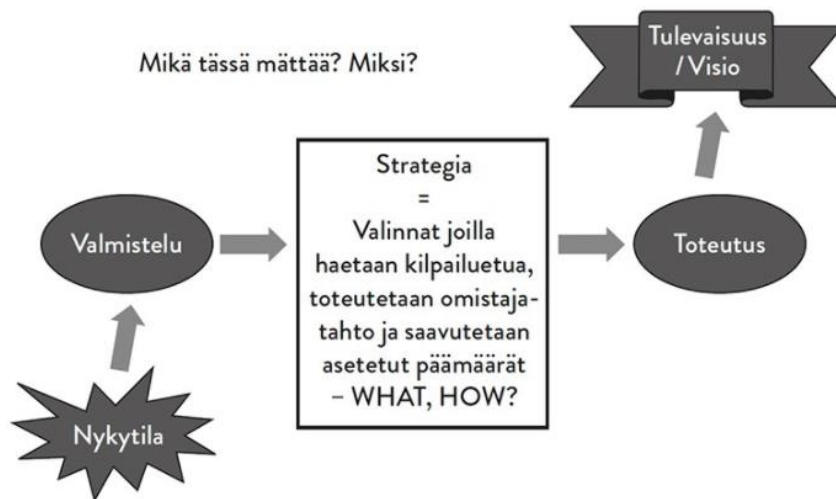 Mikä tässä mättää? Miksi?
Tulevaisuus
/ Visio
Strategia
=
Valinnat joilla
haetaan kilpailuetua,
toteutetaan omistaja-
tahto ja saavutetaan
asetetut päämäärät
– WHAT, HOW?
Valmistelu
Toteutus
Nykytila